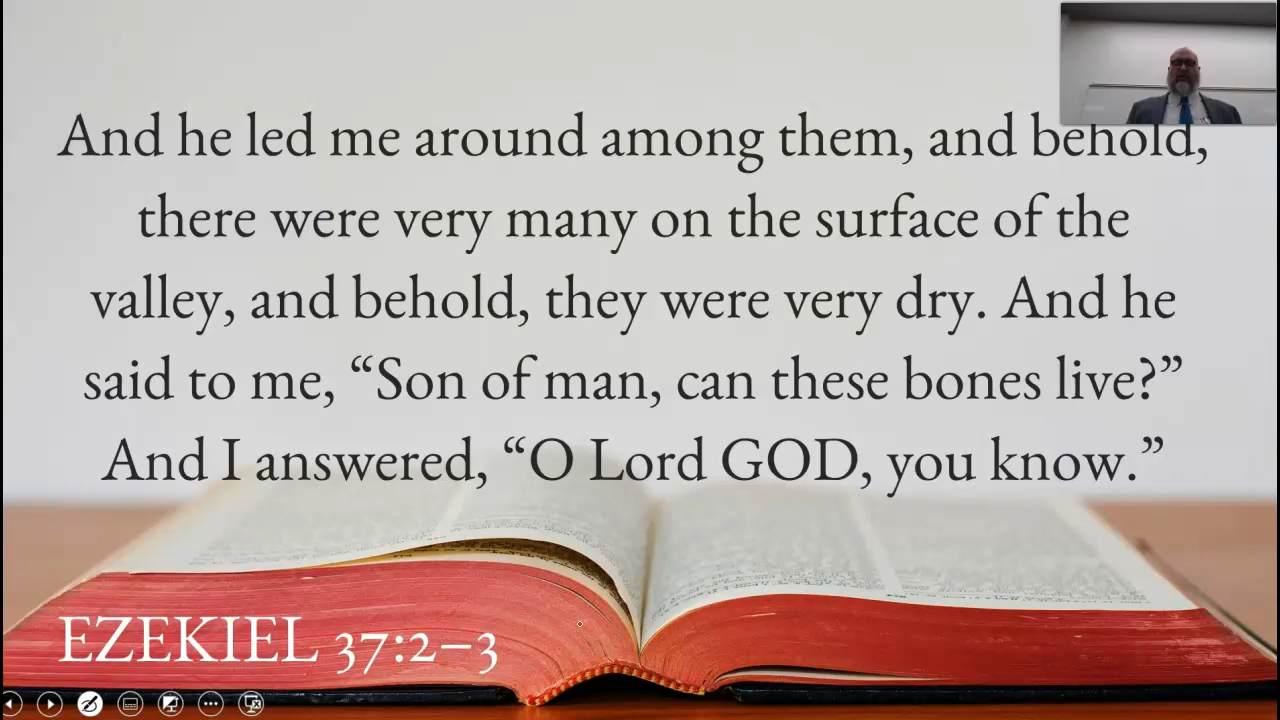 And he led me around among them, and behold,
there were very many on the surface of the
valley, and behold, they were very dry. And he
said to me, “Son of man, can these bones live?”
And I answered, “O Lord GOD, you know.”
EZEKIEL 37:2–3